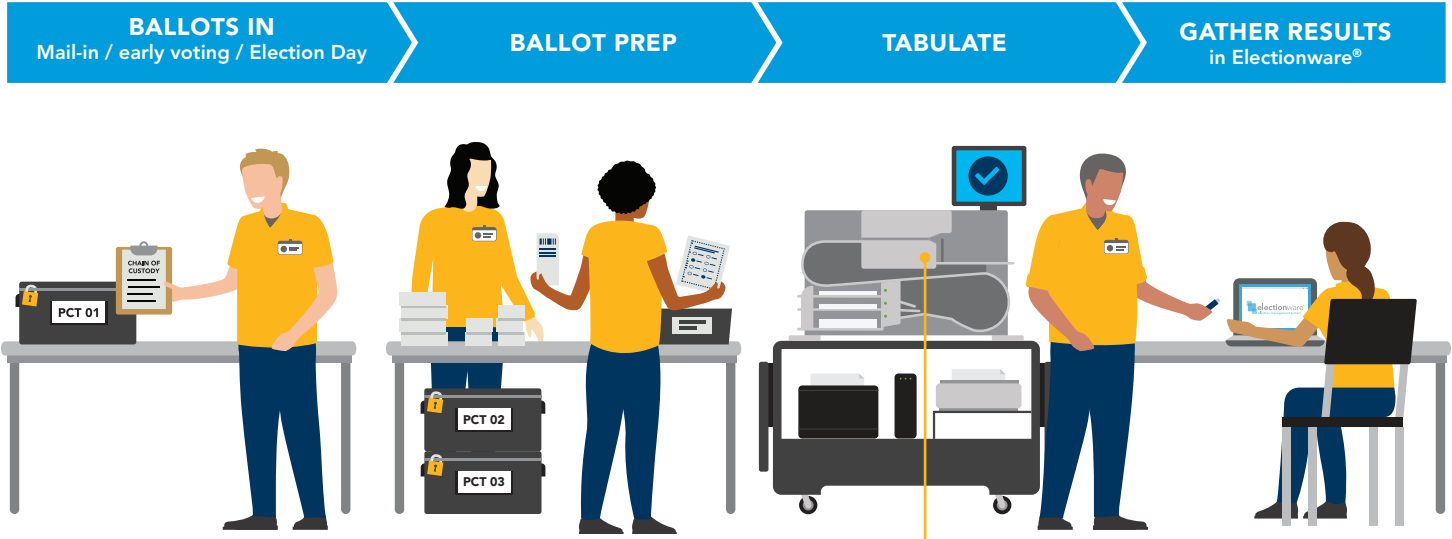 BALLOTS IN
Mail-in / early voting / Election Day
BALLOT PREP
TABULATE
GATHER RESULTS
in Electionware®
CHAIN OF
CUSTODY
PCT 01
PCT 02
PCT 03
electionware